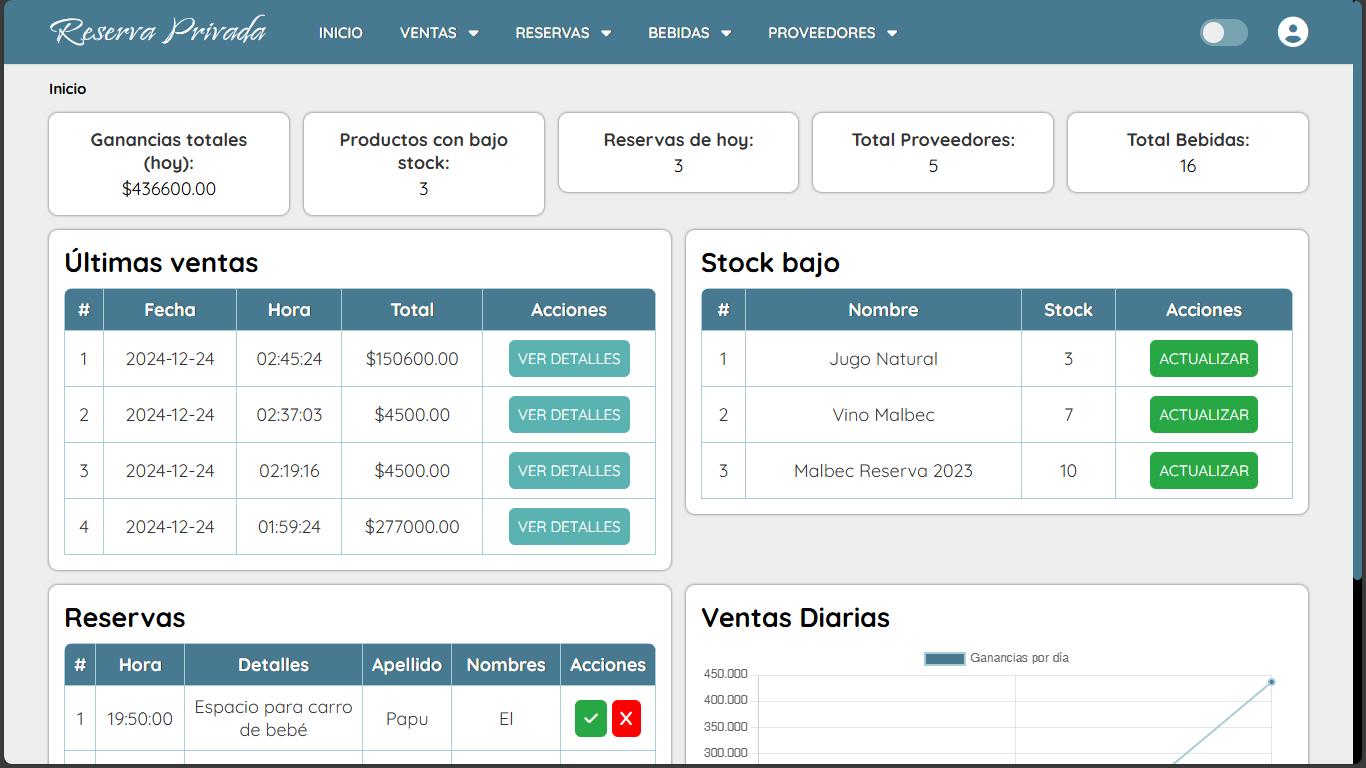 Reserva Privada INICIO VENTAS RESERVAS BEBIDAS PROVEEDORES
Inicio
Ganancias totales
(hoy):
$436600.00
Productos con bajo
stock:
3
Reservas de hoy:
3
Total Proveedores:
5
Total Bebidas:
16
Últimas ventas
# Fecha Hora Total Acciones
1 2024-12-24 02:45:24 $150600.00 VER DETALLES
2 2024-12-24 02:37:03 $4500.00 VER DETALLES
3 2024-12-24 02:19:16 $4500.00 VER DETALLES
4 2024-12-24 01:59:24 $277000.00 VER DETALLES
Stock bajo
# Nombre Stock Acciones
1 Jugo Natural 3 ACTUALIZAR
2 Vino Malbec 7 ACTUALIZAR
3 Malbec Reserva 2023 10 ACTUALIZAR
Reservas
# Hora Detalles Apellido Nombres Acciones
1 19:50:00 Espacio para carro
de bebé Papu El X
Ventas Diarias
Ganancias por día
450.000
400.000
350.000
300.000